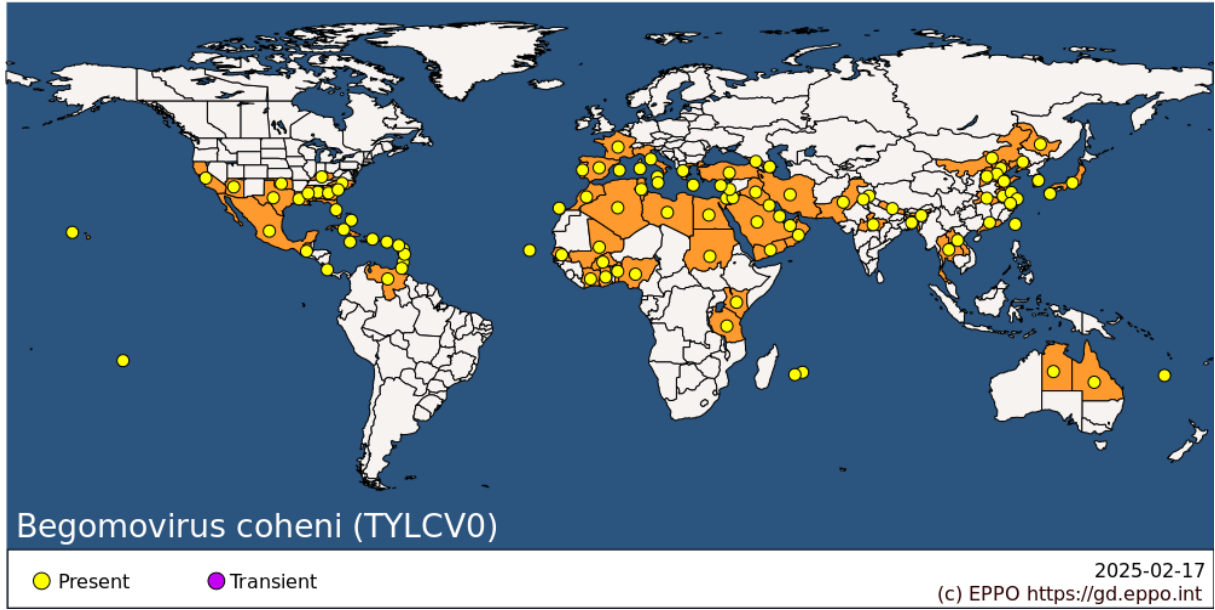 Begomovirus coheni (TYLCV0)
Present
Transient
2025-02-17
(c) EPPO https://gd.eppo.int